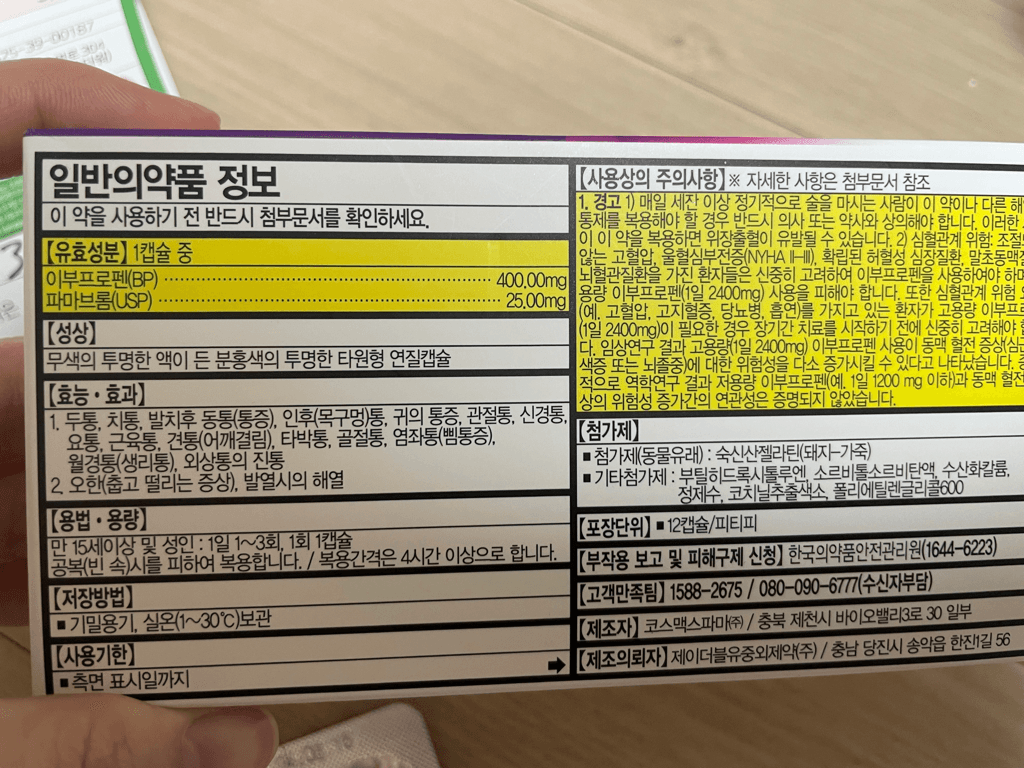 25-39-00187
일반의약품 정보
이 약을 사용하기 전 반드시 첨부문서를 확인하세요.
【유효성분】 1캡슐 중
이부프로펜(BP) ·································· 400.00mg
파마브롬(USP) ·································· 25.00mg
【성상】
무색의 투명한 액이 든 분홍색의 투명한 타원형 연질캡슐
【효능·효과】
1. 두통, 치통, 발치후 동통(통증), 인후(목구멍)통, 귀의 통증, 관절통, 신경통,
요통, 근육통, 견통(어깨결림), 타박통, 골절통, 염좌통(삠통증),
월경통(생리통), 외상통의 진통
2. 오한(춥고 떨리는 증상), 발열시의 해열
【용법·용량】
만 15세이상 및 성인 : 1일 1~3회, 1회 1캡슐
공복(빈 속)시를 피하여 복용합니다. / 복용간격은 4시간 이상으로 합니다.
【저장방법】
■ 기밀용기, 실온(1~30℃)보관
【사용기한】
■ 측면 표시일까지
【사용상의 주의사항】 ※ 자세한 사항은 첨부문서 참조
1. 경고 1) 매일 세잔 이상 정기적으로 술을 마시는 사람이 이 약이나 다른 해
통제를 복용해야 할 경우 반드시 의사 또는 약사와 상의해야 합니다. 이러한
이 이 약을 복용하면 위장출혈이 유발될 수 있습니다. 2) 심혈관계 위험: 조절
않는 고혈압, 울혈심부전증(NYHA II-III), 확립된 허혈성 심장질환, 말초동맥질
뇌혈관질환을 가진 환자들은 신중히 고려하여 이부프로펜을 사용하여야 하며
용량 이부프로펜(1일 2400mg) 사용을 피해야 합니다. 또한 심혈관계 위험
(예, 고혈압, 고지혈증, 당뇨병, 흡연)를 가지고 있는 환자가 고용량 이부프로
(1일 2400mg)이 필요한 경우 장기간 치료를 시작하기 전에 신중히 고려해야
다. 임상연구 결과 고용량(1일 2400mg) 이부프로펜 사용이 동맥 혈전 증상(심근
색증 또는 뇌졸중)에 대한 위험성을 다소 증가시킬 수 있다고 나타났습니다.
적으로 역학연구 결과 저용량 이부프로펜(예, 1일 1200 mg 이하)과 동맥 혈전
상의 위험성 증가간의 연관성은 증명되지 않았습니다.
【첨가제】
■ 첨가제(동물유래) : 숙신산젤라틴(돼지-가죽)
■ 기타첨가제 : 부틸히드록시톨루엔, 소르비톨소르비탄액, 수산화칼륨,
정제수, 코치닐추출색소, 폴리에틸렌글리콜600
【포장단위】 ■ 12캡슐/피티피
【부작용 보고 및 피해구제 신청】 한국의약품안전관리원(1644-6223)
【고객만족팀】 1588-2675 / 080-090-6777(수신자부담)
【제조자】 코스맥스파마㈜ / 충북 제천시 바이오밸리3로 30 일부
【제조의뢰자】 제이더블유중외제약(주) / 충남 당진시 송악읍 한진1길 56